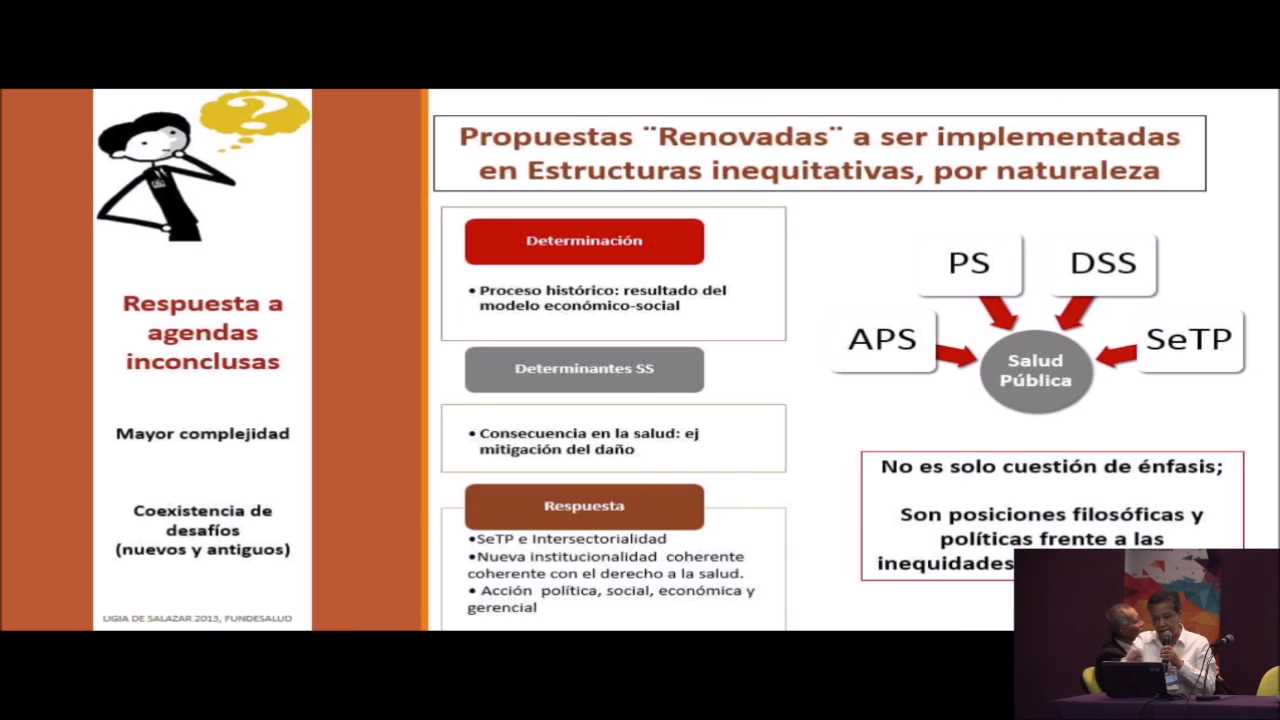 Propuestas ¨Renovadas¨ a ser implementadas
en Estructuras inequitativas, por naturaleza
?
Respuesta a
agendas
inconclusas
Mayor complejidad
Coexistencia de
desafíos
(nuevos y antiguos)
LIGIA DE SALAZAR 2013, FUNDESALUD
Determinación
• Proceso histórico: resultado del
modelo económico-social
Determinantes SS
• Consecuencia en la salud: ej
mitigación del daño
Respuesta
•SeTP e Intersectorialidad
•Nueva institucionalidad coherente
coherente con el derecho a la salud.
• Acción política, social, económica y
gerencial
PS
DSS
APS
SeTP
Salud
Pública
No es solo cuestión de énfasis;
Son posiciones filosóficas y
políticas frente a las
inequidades